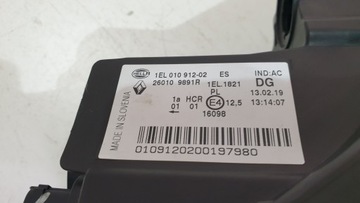 HELLA
1EL 010 912-02 ES IND:AC
26010 9891R 1EL.1821 DG
PL 13.02.19
1a HCR E4 12,5 13:14:07
01 ← 01
16098
MADE IN SLOVENIA
0109120200197980